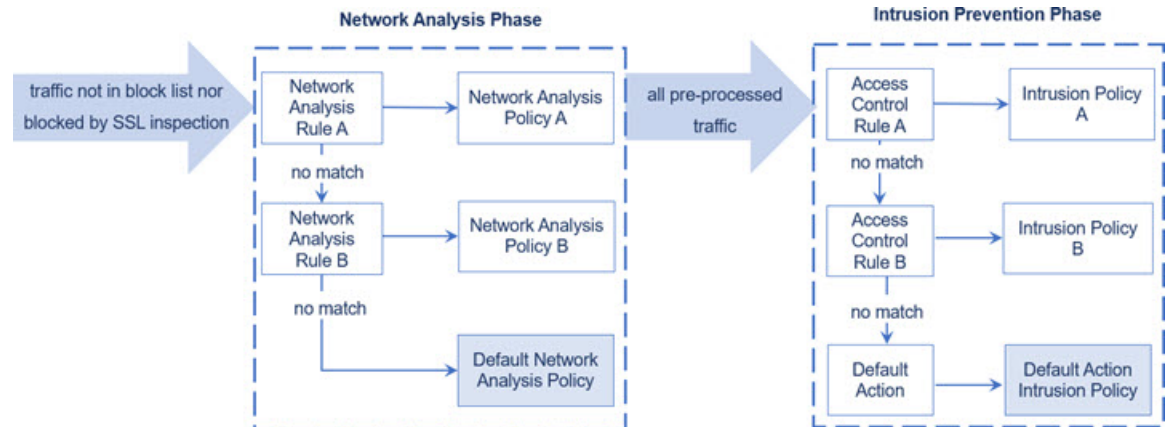 Network Analysis Phase
traffic not in block list nor
blocked by SSL inspection
Network
Analysis
Rule A
Network Analysis
Policy A
no match
Network
Analysis
Rule B
Network Analysis
Policy B
no match
Default Network
Analysis Policy
all pre-processed
traffic
Intrusion Prevention Phase
Access
Control
Rule A
Intrusion Policy
A
no match
Access
Control
Rule B
Intrusion Policy
B
no match
Default
Action
Default Action
Intrusion Policy